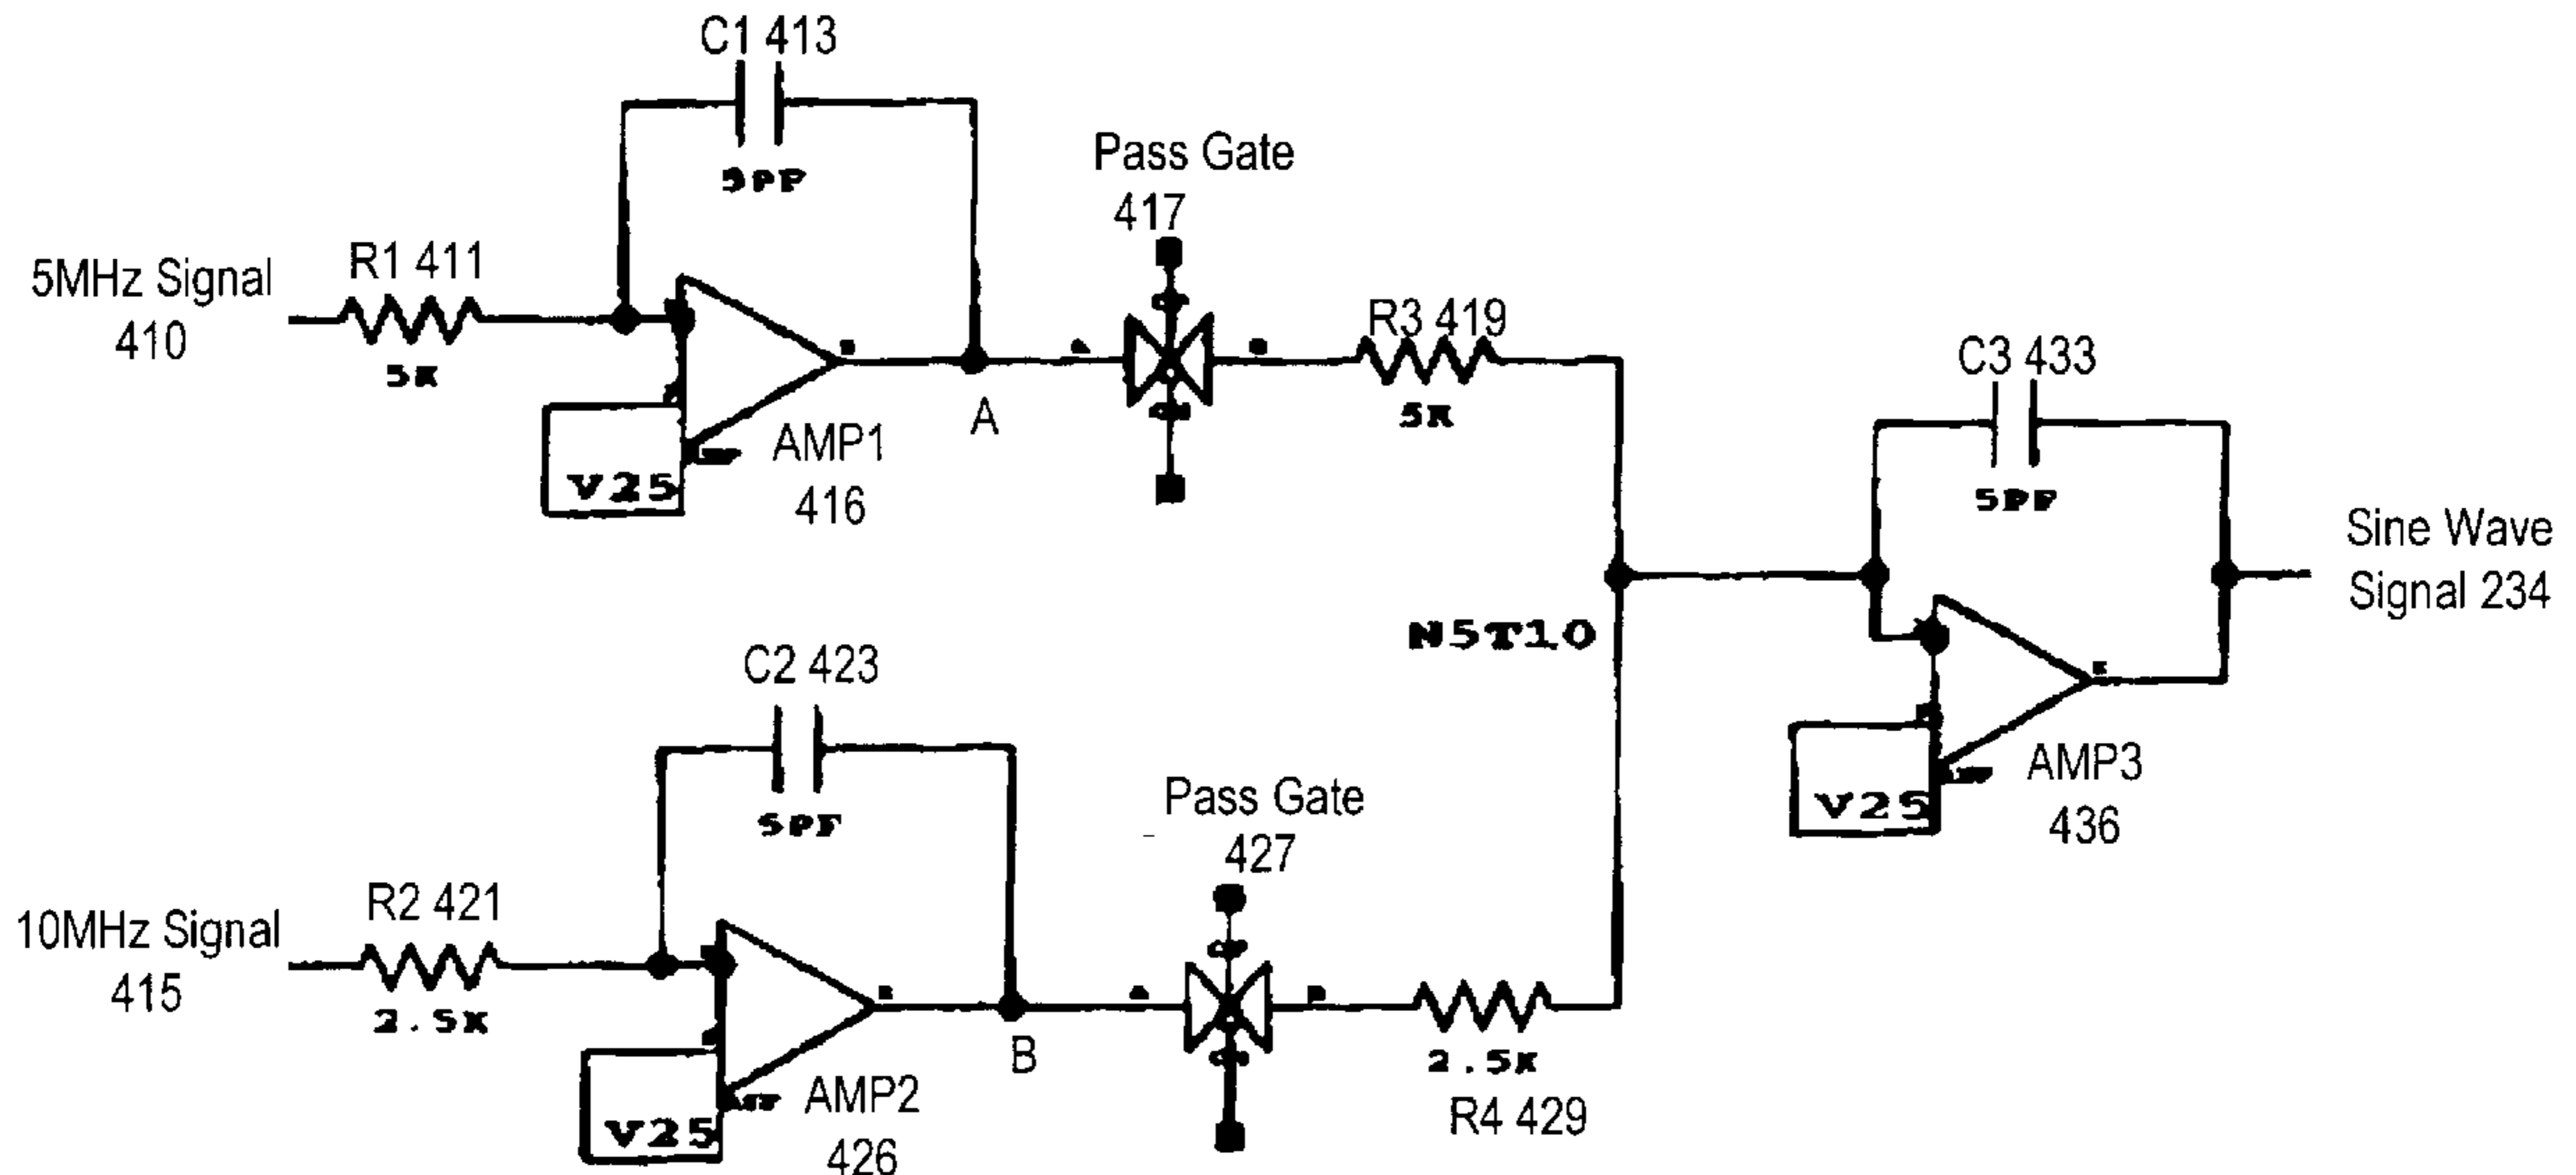 C1 413
5PF
Pass Gate
417
5MHz Signal
410
R1 411
5K
V25
AMP1
416
A
R3 419
5K
C3 433
5PF
Sine Wave
Signal 234
N5T10
V25
AMP3
436
C2 423
5PF
Pass Gate
427
10MHz Signal
415
R2 421
2.5K
V25
AMP2
426
B
2.5K
R4 429